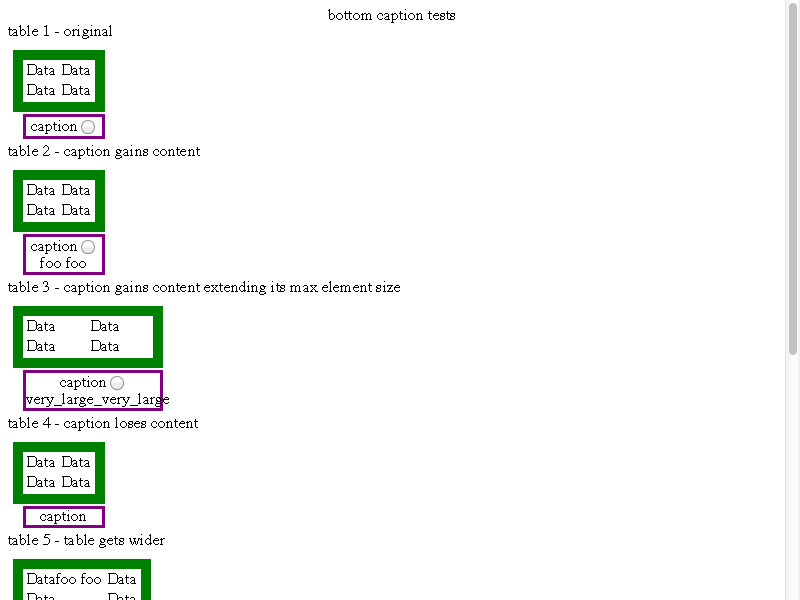 bottom caption tests
table 1 - original
Data Data
Data Data
caption
table 2 - caption gains content
Data Data
Data Data
caption
foo foo
table 3 - caption gains content extending its max element size
Data Data
Data Data
caption
very_large_very_large
table 4 - caption loses content
Data Data
Data Data
caption
table 5 - table gets wider
Datafoo foo Data
Data Data